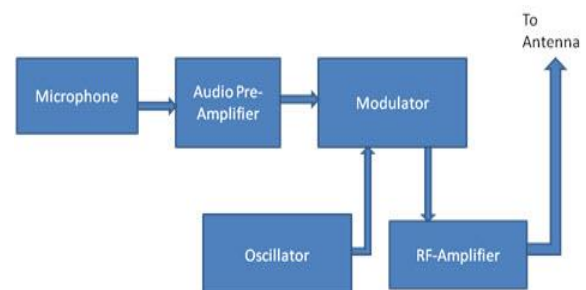 To
Antenna
Microphone
Audio Pre-
Amplifier
Modulator
Oscillator
RF-Amplifier